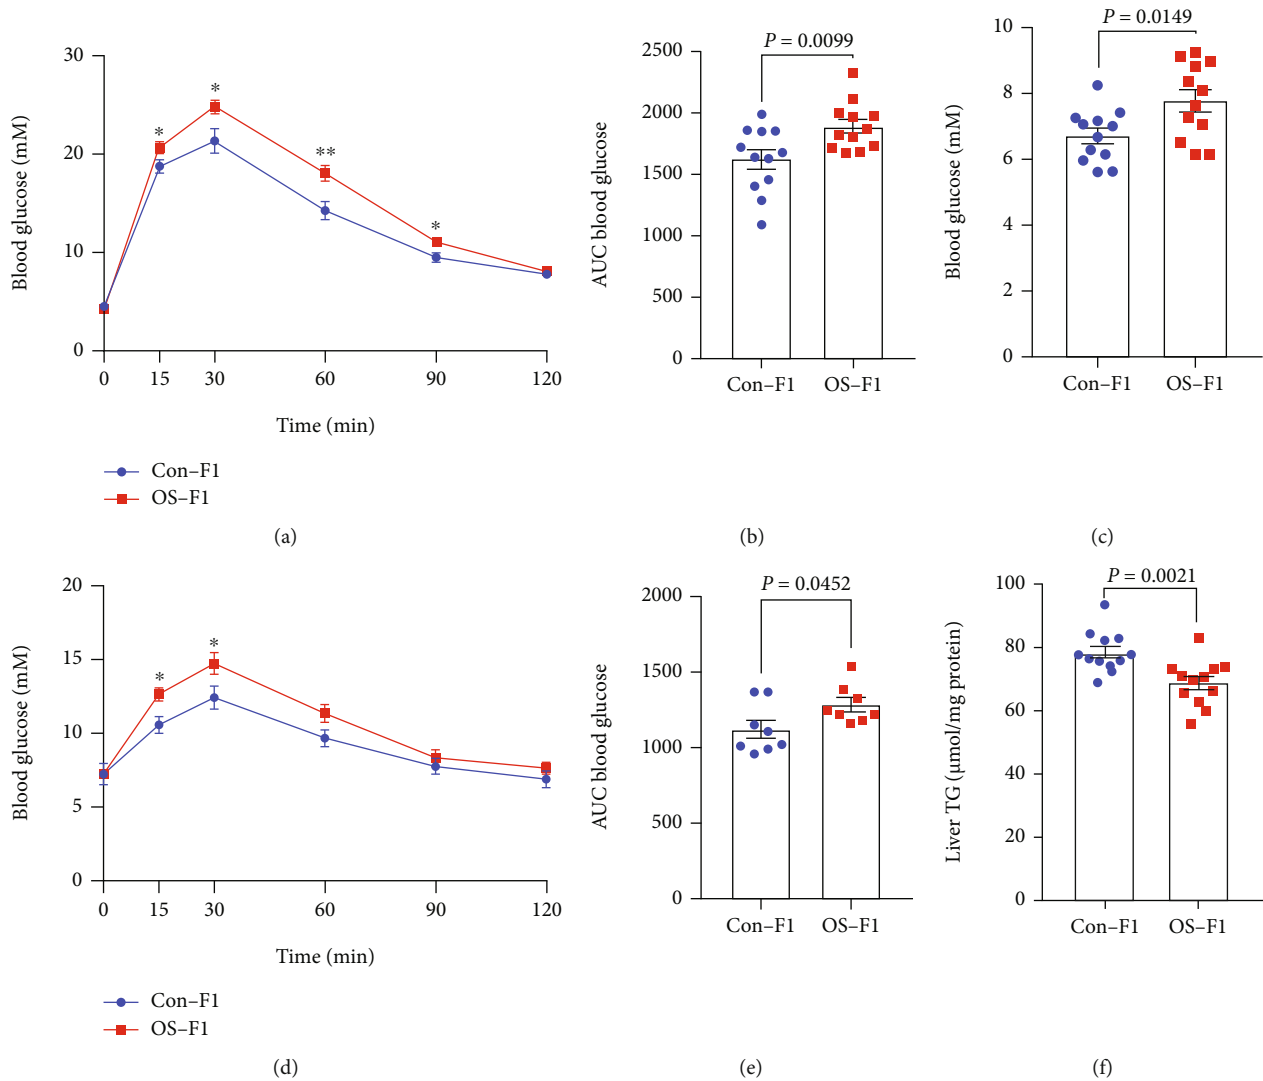 30
20
10
0
Blood glucose (mM)
*
*
**
*
0
15
30
60
90
120
Time (min)
Con–F1
OS–F1
(a)
P = 0.0099
2500
2000
1500
1000
500
0
AUC blood glucose
Con–F1
OS–F1
(b)
P = 0.0149
10
8
6
4
2
0
Blood glucose (mM)
Con–F1
OS–F1
(c)
20
15
10
5
0
Blood glucose (mM)
*
*
0
15
30
60
90
120
Time (min)
Con–F1
OS–F1
(d)
P = 0.0452
2000
1500
1000
500
0
AUC blood glucose
Con–F1
OS–F1
(e)
P = 0.0021
100
80
60
40
20
0
Liver TG (μmol/mg protein)
Con–F1
OS–F1
(f)